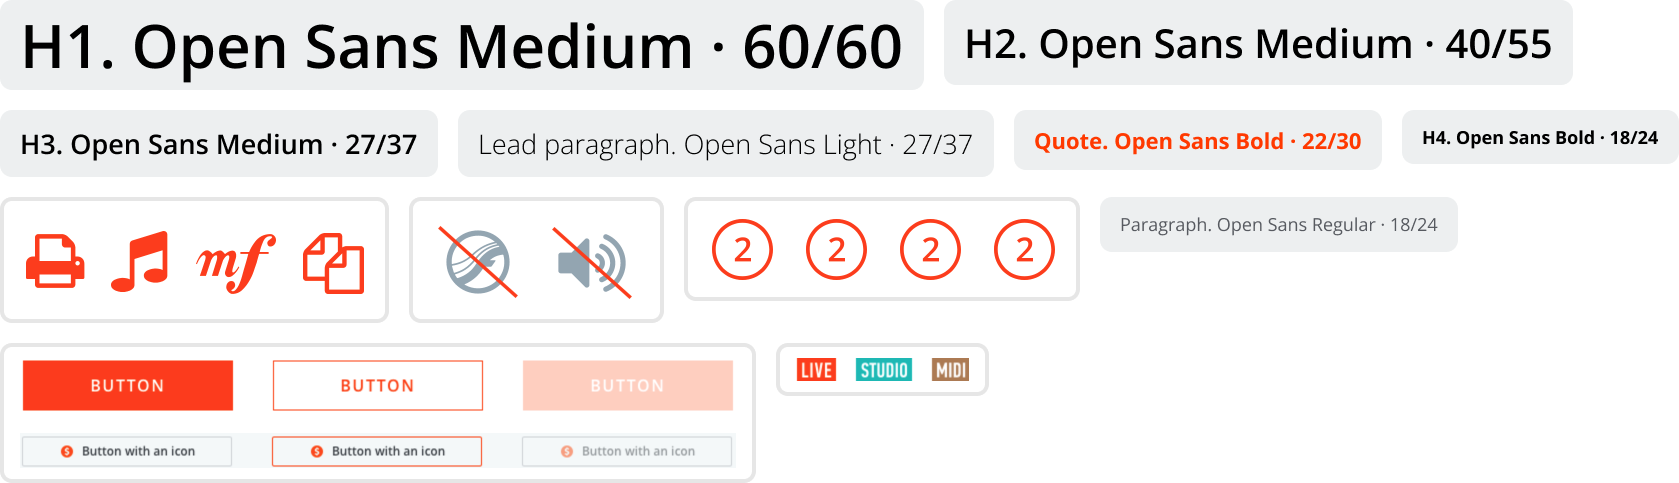 H1. Open Sans Medium · 60/60
H2. Open Sans Medium · 40/55
H3. Open Sans Medium · 27/37
Lead paragraph. Open Sans Light · 27/37
Quote. Open Sans Bold · 22/30
H4. Open Sans Bold · 18/24
mf
2 2 2 2
Paragraph. Open Sans Regular · 18/24
BUTTON BUTTON BUTTON
LIVE STUDIO MIDI
$ Button with an icon $ Button with an icon $ Button with an icon